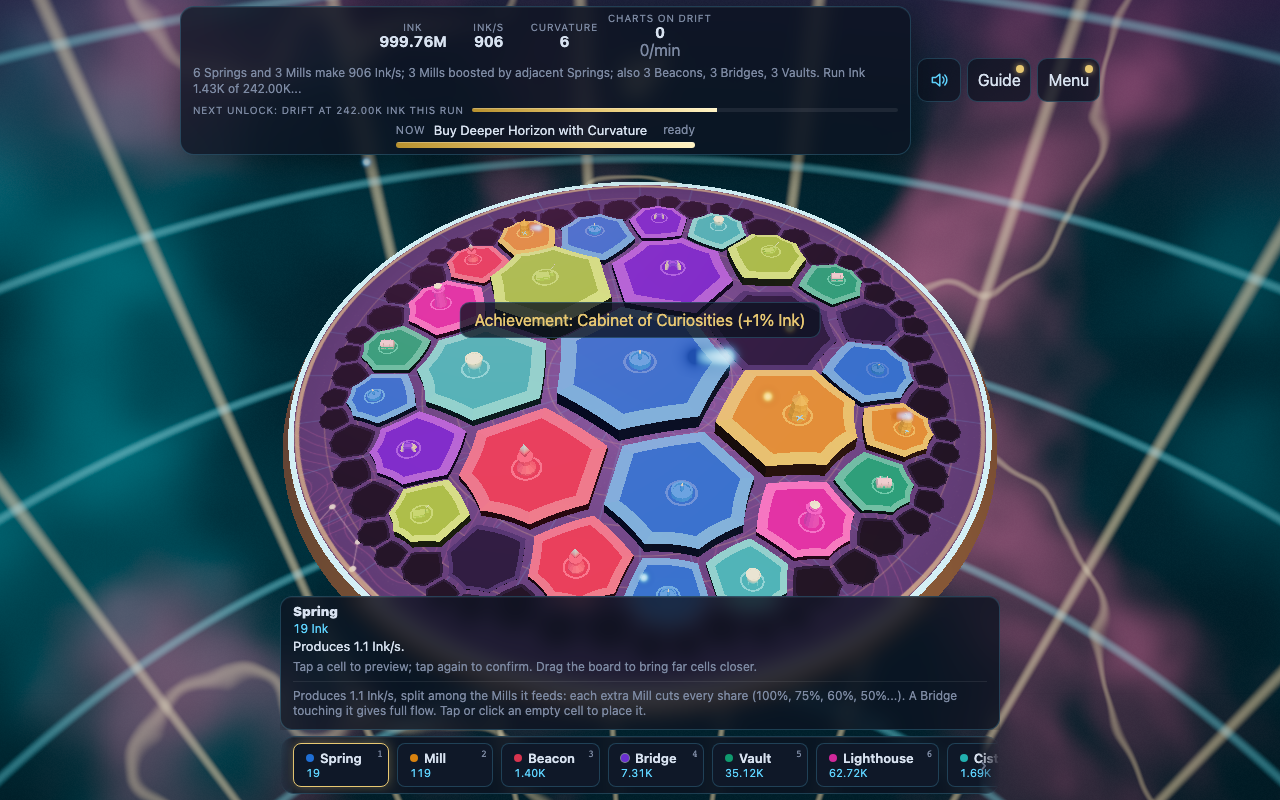 INK
999.76M
INK/S
906
CURVATURE
6
CHARTS ON DRIFT
0
0/min
6 Springs and 3 Mills make 906 Ink/s; 3 Mills boosted by adjacent Springs; also 3 Beacons, 3 Bridges, 3 Vaults. Run Ink
1.43K of 242.00K...
NEXT UNLOCK: DRIFT AT 242.00K INK THIS RUN
NOW Buy Deeper Horizon with Curvature ready
Guide
Menu
Achievement: Cabinet of Curiosities (+1% Ink)
Spring
19 Ink
Produces 1.1 Ink/s.
Tap a cell to preview; tap again to confirm. Drag the board to bring far cells closer.
Produces 1.1 Ink/s, split among the Mills it feeds: each extra Mill cuts every share (100%, 75%, 60%, 50%...). A Bridge
touching it gives full flow. Tap or click an empty cell to place it.
Spring 1
19
Mill 2
119
Beacon 3
1.40K
Bridge 4
7.31K
Vault 5
35.12K
Lighthouse 6
62.72K
Cist
1.69K